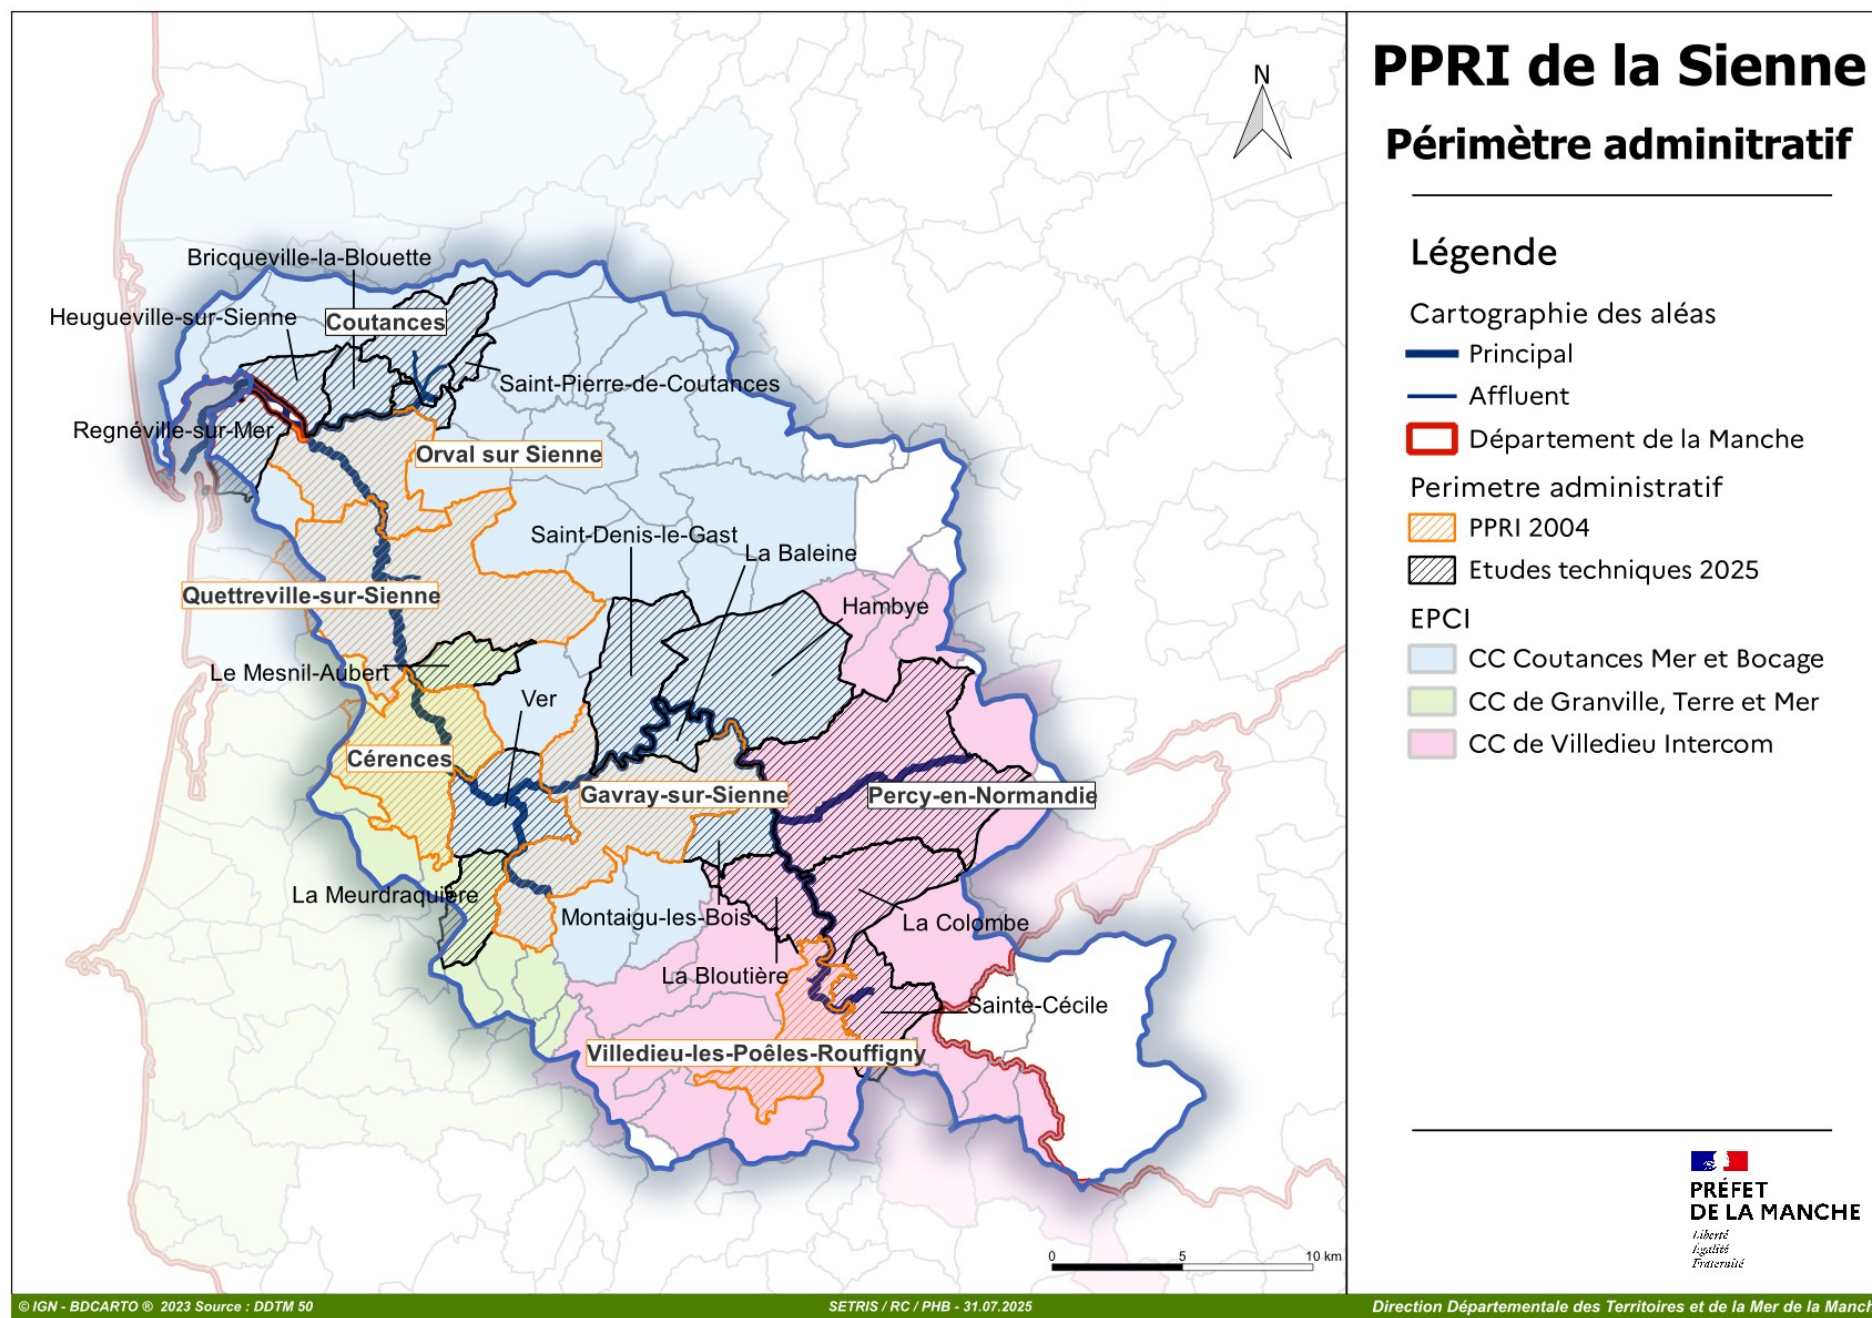 PPRI de la Sienne
Périmètre adminitratif
N
Légende
Cartographie des aléas
Principal
Affluent
Département de la Manche
Perimetre administratif
PPRI 2004
Etudes techniques 2025
EPCI
CC Coutances Mer et Bocage
CC de Granville, Terre et Mer
CC de Villedieu Intercom
Bricqueville-la-Blouette
Heugueville-sur-Sienne
Coutances
Saint-Pierre-de-Coutances
Regnéville-sur-Mer
Orval sur Sienne
Saint-Denis-le-Gast
La Baleine
Quettreville-sur-Sienne
Hambye
Le Mesnil-Aubert
Ver
Cérences
Gavray-sur-Sienne
Percy-en-Normandie
La Meurdraquière
Montaigu-les-Bois
La Colombe
La Bloutière
Sainte-Cécile
Villedieu-les-Poêles-Rouffigny
0 5 10 km
PRÉFET
DE LA MANCHE
Liberté
Égalité
Fraternité
© IGN - BDCARTO ® 2023 Source : DDTM 50
SETRIS / RC / PHB - 31.07.2025
Direction Départementale des Territoires et de la Mer de la Manch